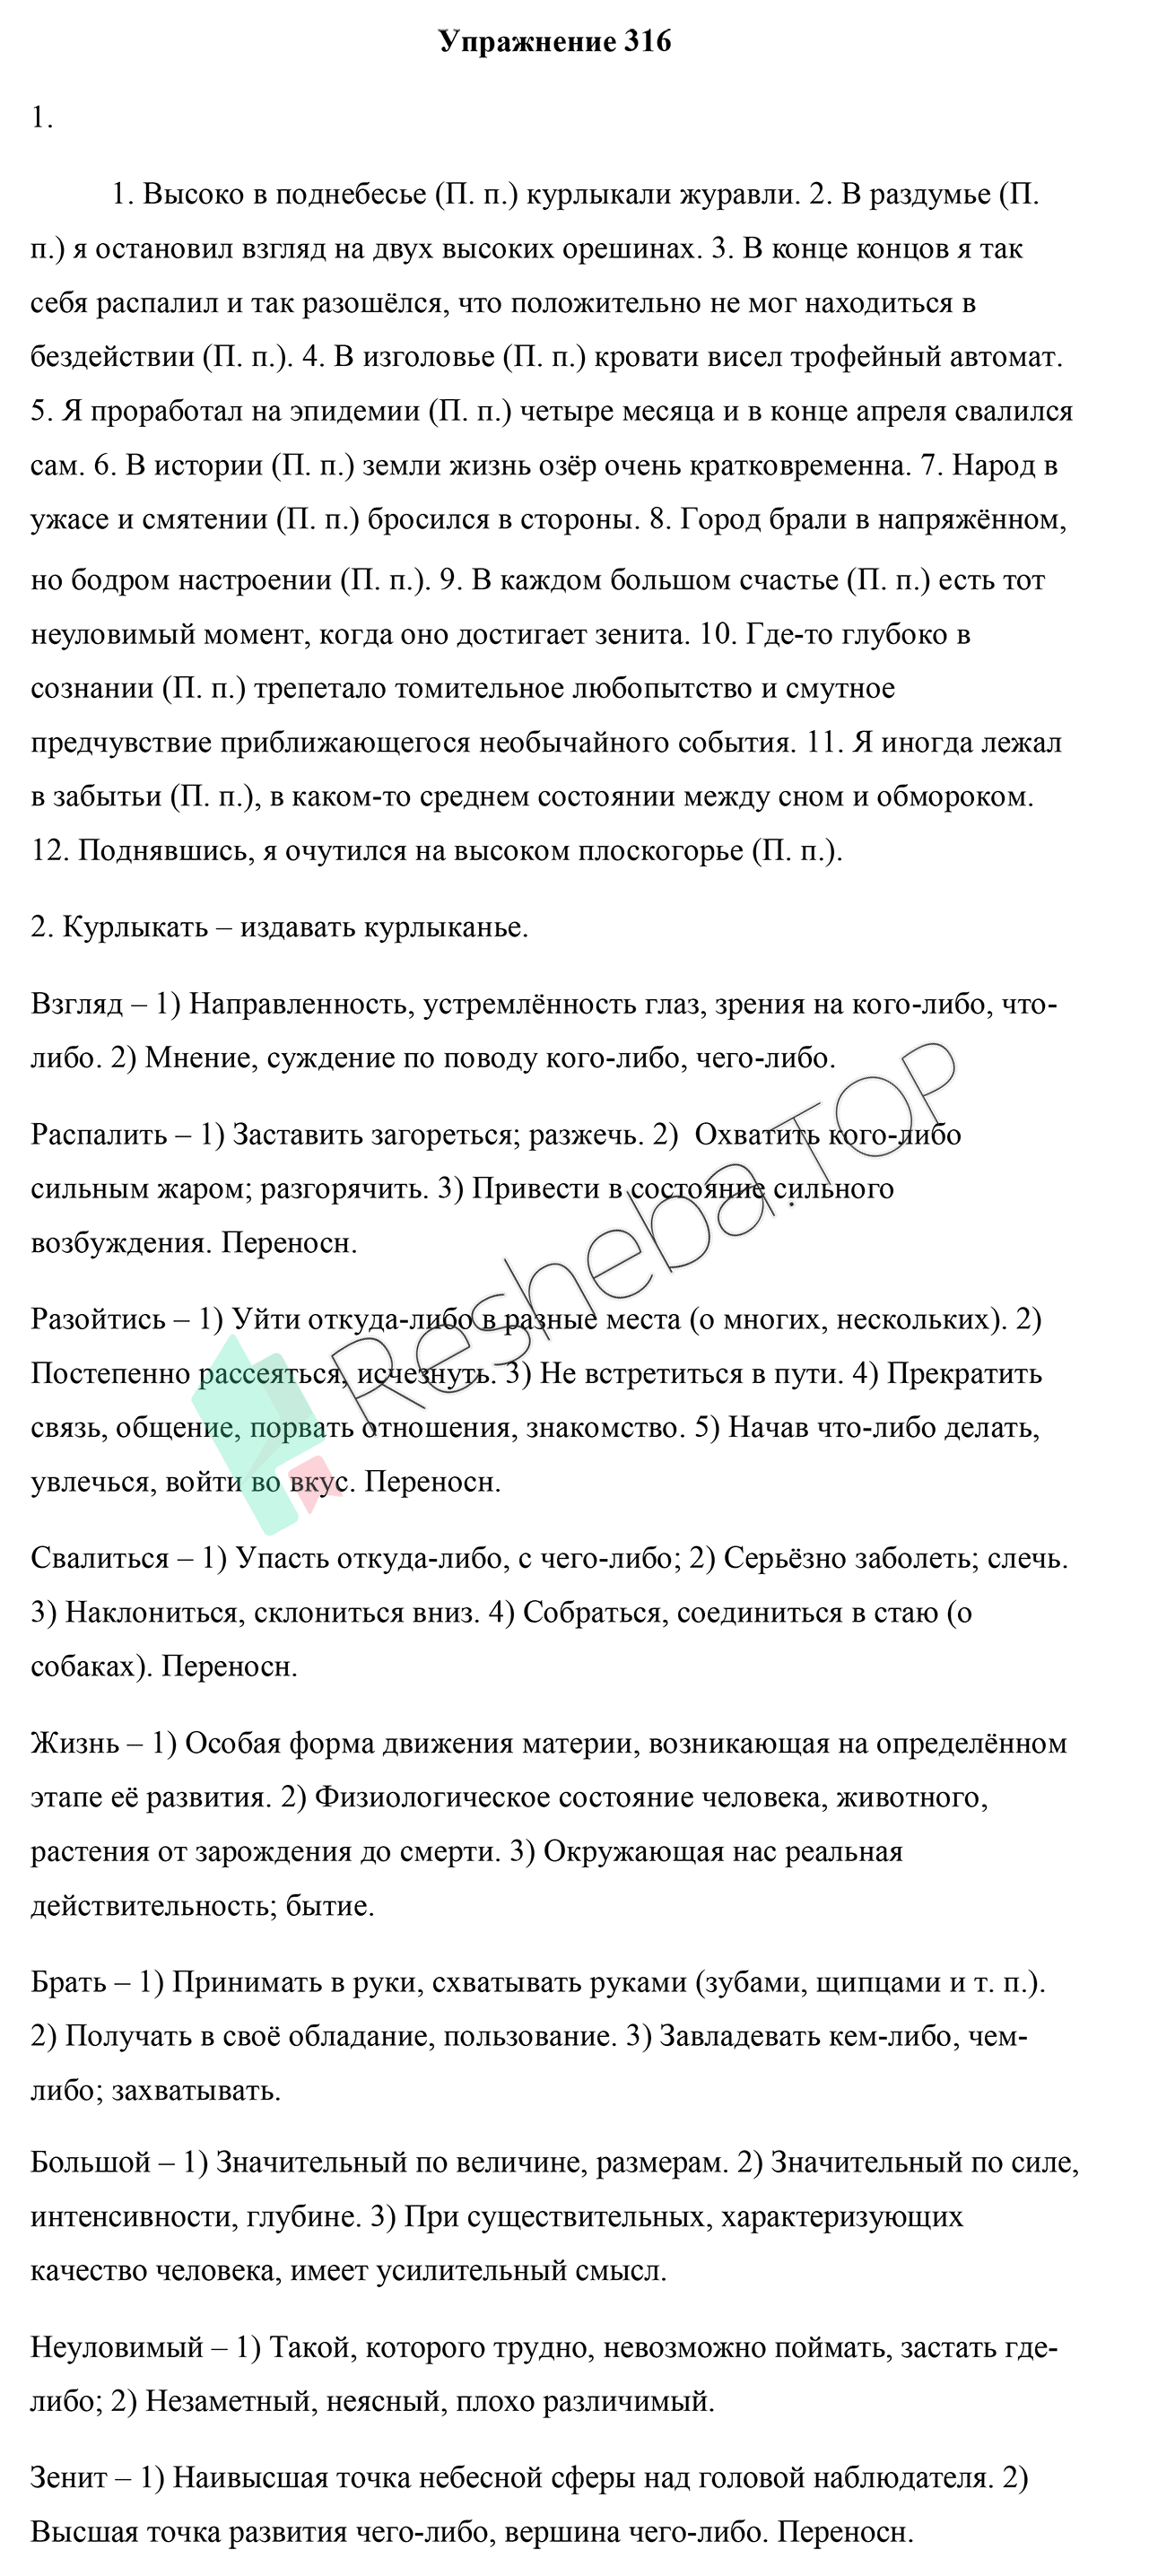 Упражнение 316
1.
1. Высоко в поднебесье (П. п.) курлыкали журавли. 2. В раздумье (П.
п.) я остановил взгляд на двух высоких орешинах. 3. В конце концов я так
себя распалил и так разошёлся, что положительно не мог находиться в
бездействии (П. п.). 4. В изголовье (П. п.) кровати висел трофейный автомат.
5. Я проработал на эпидемии (П. п.) четыре месяца и в конце апреля свалился
сам. 6. В истории (П. п.) земли жизнь озёр очень кратковременна. 7. Народ в
ужасе и смятении (П. п.) бросился в стороны. 8. Город брали в напряжённом,
но бодром настроении (П. п.). 9. В каждом большом счастье (П. п.) есть тот
неуловимый момент, когда оно достигает зенита. 10. Где-то глубоко в
сознании (П. п.) трепетало томительное любопытство и смутное
предчувствие приближающегося необычайного события. 11. Я иногда лежал
в забытьи (П. п.), в каком-то среднем состоянии между сном и обмороком.
12. Поднявшись, я очутился на высоком плоскогорье (П. п.).
2. Курлыкать – издавать курлыканье.
Взгляд – 1) Направленность, устремлённость глаз, зрения на кого-либо, что-
либо. 2) Мнение, суждение по поводу кого-либо, чего-либо.
Распалить – 1) Заставить загореться; разжечь. 2) Охватить кого-либо
сильным жаром; разгорячить. 3) Привести в состояние сильного
возбуждения. Переносн.
Разойтись – 1) Уйти откуда-либо в разные места (о многих, нескольких). 2)
Постепенно рассеяться, исчезнуть. 3) Не встретиться в пути. 4) Прекратить
связь, общение, порвать отношения, знакомство. 5) Начав что-либо делать,
увлечься, войти во вкус. Переносн.
Свалиться – 1) Упасть откуда-либо, с чего-либо; 2) Серьёзно заболеть; слечь.
3) Наклониться, склониться вниз. 4) Собраться, соединиться в стаю (о
собаках). Переносн.
Жизнь – 1) Особая форма движения материи, возникающая на определённом
этапе её развития. 2) Физиологическое состояние человека, животного,
растения от зарождения до смерти. 3) Окружающая нас реальная
действительность; бытие.
Брать – 1) Принимать в руки, схватывать руками (зубами, щипцами и т. п.).
2) Получать в своё обладание, пользование. 3) Завладевать кем-либо, чем-
либо; захватывать.
Большой – 1) Значительный по величине, размерам. 2) Значительный по силе,
интенсивности, глубине. 3) При существительных, характеризующих
качество человека, имеет усилительный смысл.
Неуловимый – 1) Такой, которого трудно, невозможно поймать, застать где-
либо; 2) Незаметный, неясный, плохо различимый.
Зенит – 1) Наивысшая точка небесной сферы над головой наблюдателя. 2)
Высшая точка развития чего-либо, вершина чего-либо. Переносн.
Resheba.TOP